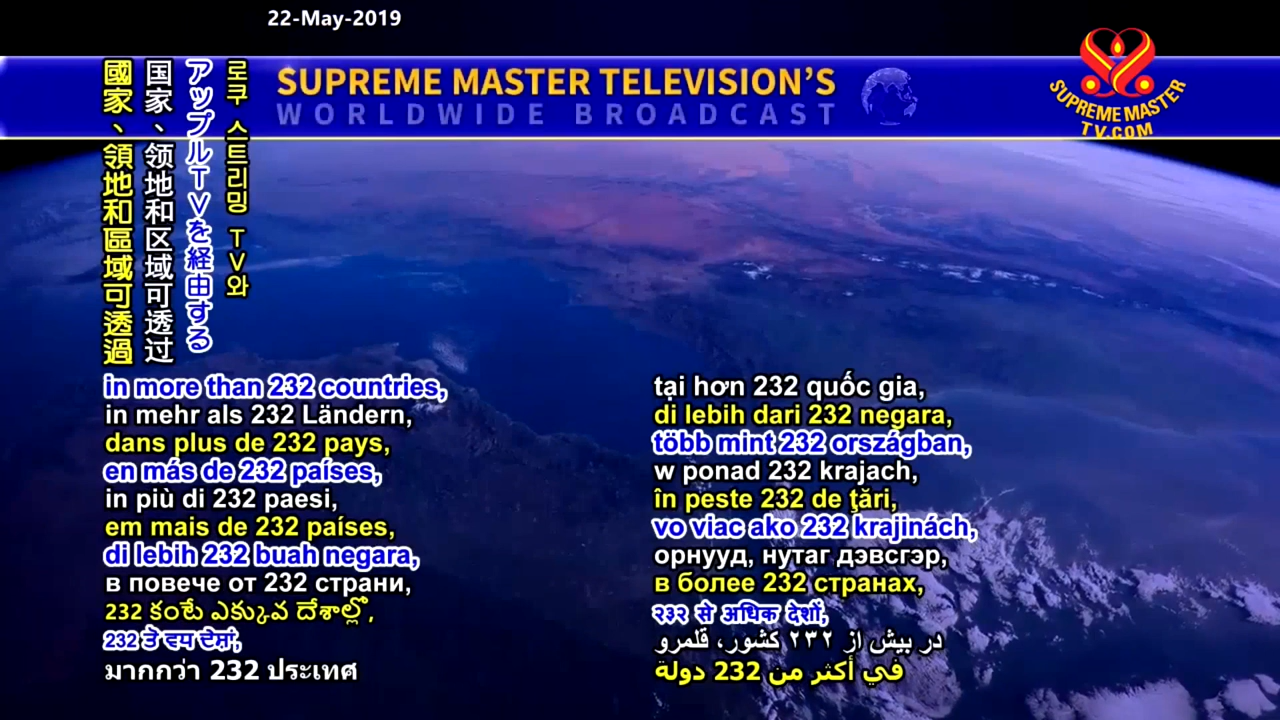 22-May-2019
SUPREME MASTER TELEVISION'S
WORLDWIDE BROADCAST
SUPREME MASTER
TV.COM
國家、領地和區域可透過
国家、领地和区域可透过
アップルTVを経由する
로쿠 스트리밍 TV와
in more than 232 countries,
in mehr als 232 Ländern,
dans plus de 232 pays,
en más de 232 países,
in più di 232 paesi,
em mais de 232 países,
di lebih 232 buah negara,
в повече от 232 страни,
232 కంటే ఎక్కువ దేశాల్లో,
232 ਤੋਂ ਵਧ ਦੇਸ਼ਾਂ,
มากกว่า 232 ประเทศ
tại hơn 232 quốc gia,
di lebih dari 232 negara,
több mint 232 országban,
w ponad 232 krajach,
în peste 232 de ţări,
vo viac ako 232 krajinách,
орнууд, нутаг дэвсгэр,
в более 232 странах,
२३२ से अधिक देशों,
در بیش از ۲۳۲ کشور، قلمرو
في أكثر من 232 دولة